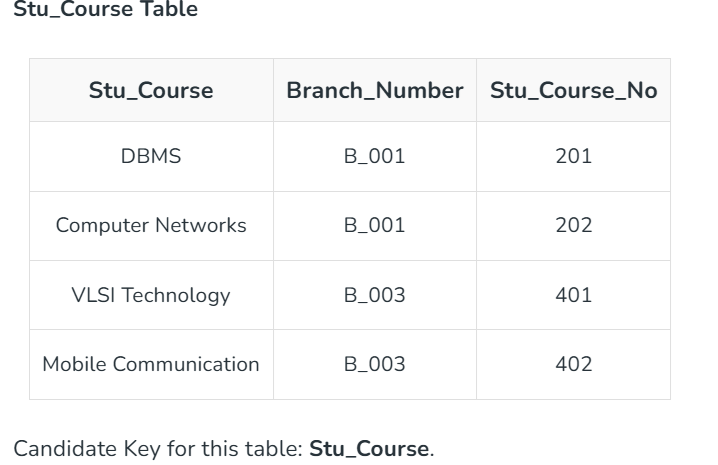 Stu_Course Table
Stu_Course Branch_Number Stu_Course_No
DBMS B_001 201
Computer Networks B_001 202
VLSI Technology B_003 401
Mobile Communication B_003 402
Candidate Key for this table: Stu_Course.